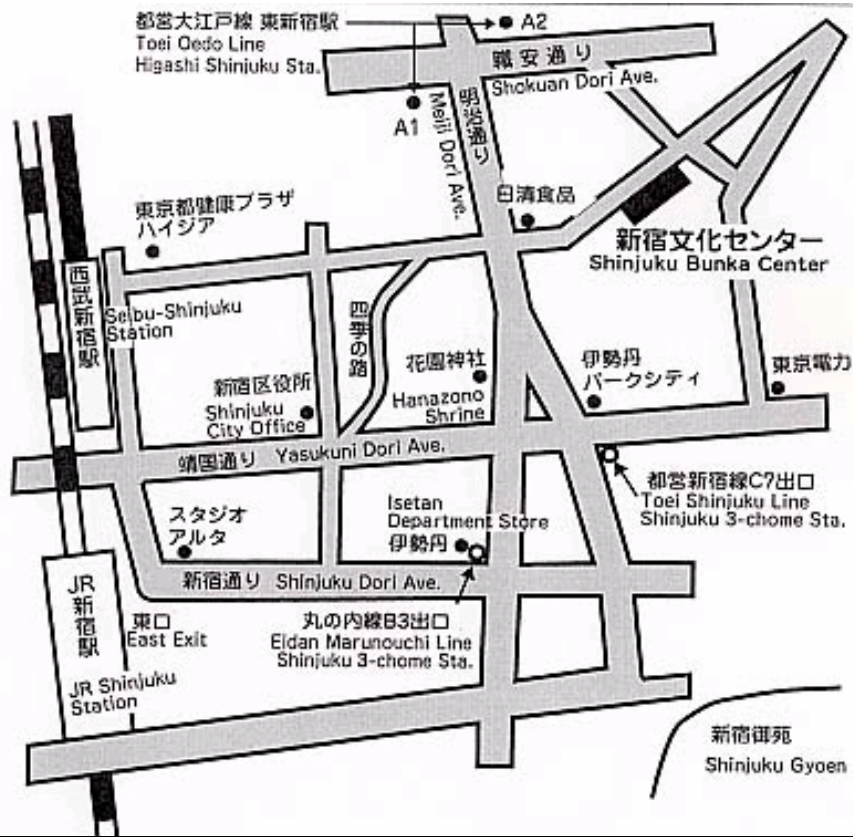 都営大江戸線 東新宿駅
Toei Oedo Line
Higashi Shinjuku Sta.
A2
A1
職安通り
Shokuan Dori Ave.
明治通り
Meiji Dori Ave.
日清食品
東京都健康プラザ
ハイジア
新宿文化センター
Shinjuku Bunka Center
西武新宿駅
Seibu-Shinjuku
Station
四季の路
新宿区役所
Shinjuku
City Office
花園神社
Hanazono
Shrine
伊勢丹
パークシティ
東京電力
靖国通り Yasukuni Dori Ave.
都営新宿線C7出口
Toei Shinjuku Line
Shinjuku 3-chome Sta.
スタジオ
アルタ
Isetan
Department Store
伊勢丹
新宿通り Shinjuku Dori Ave.
JR新宿駅
JR Shinjuku
Station
東口
East Exit
丸の内線B3出口
Eidan Marunouchi Line
Shinjuku 3-chome Sta.
新宿御苑
Shinjuku Gyoen